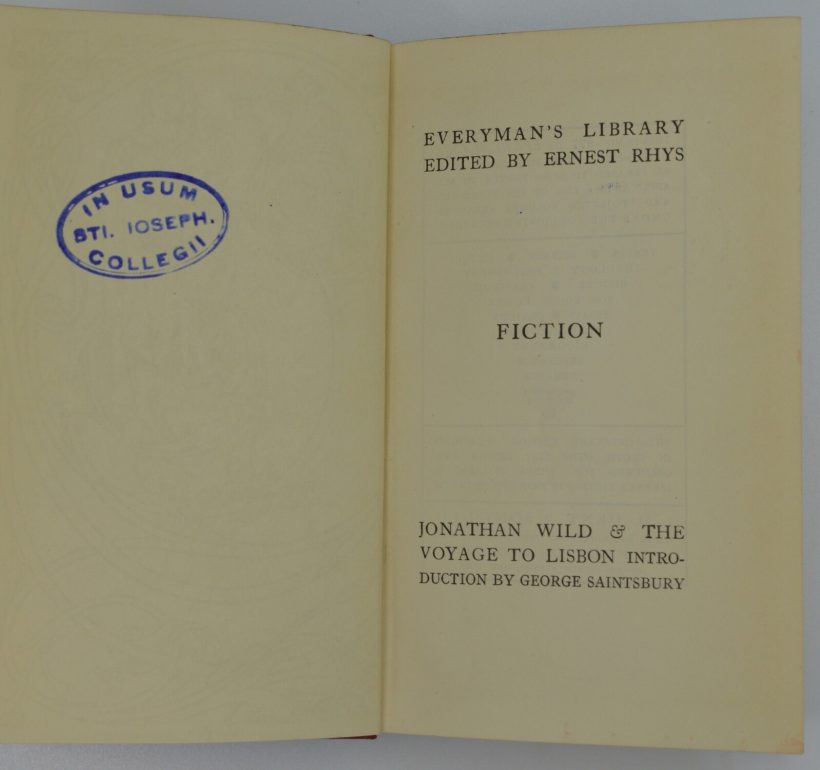 IN USUM
BTI. IOSEPH.
COLLEGII
EVERYMAN'S LIBRARY
EDITED BY ERNEST RHYS
FICTION
JONATHAN WILD & THE
VOYAGE TO LISBON INTRO-
DUCTION BY GEORGE SAINTSBURY